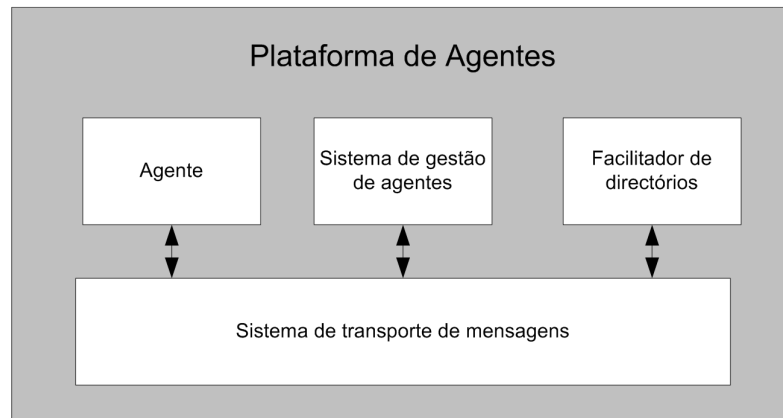 Plataforma de Agentes
Agente
Sistema de gestão
de agentes
Facilitador de
directórios
Sistema de transporte de mensagens